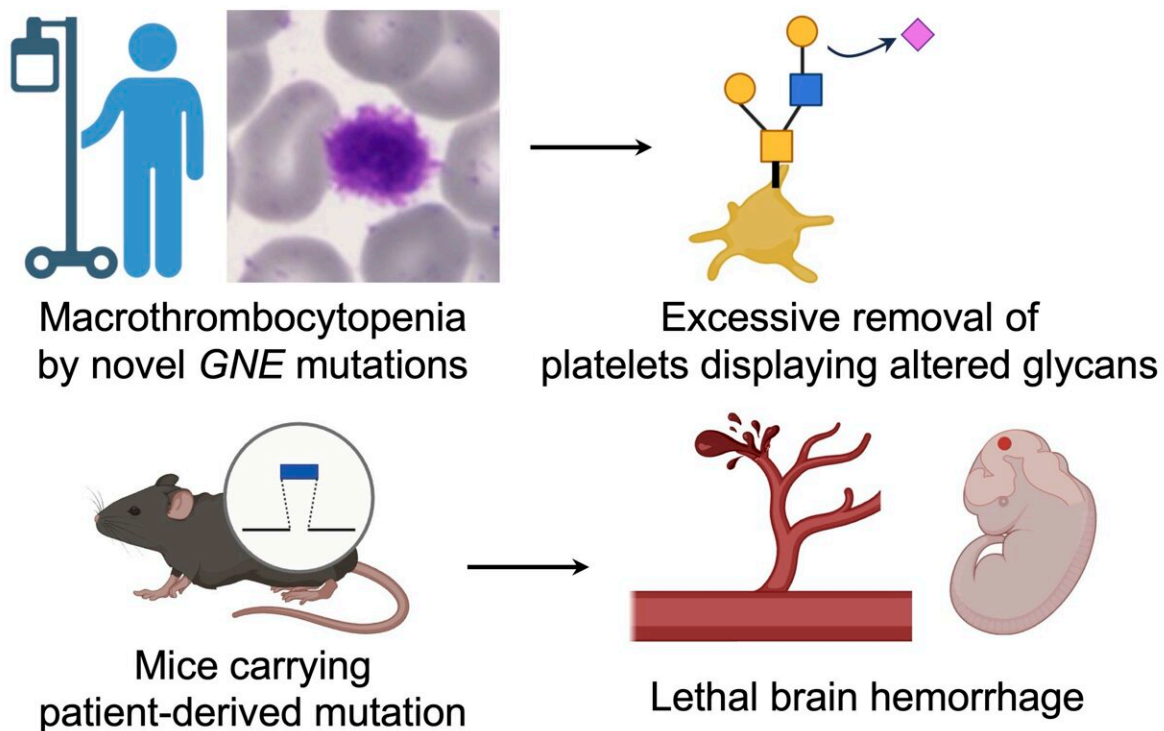 Macrothrombocytopenia
by novel GNE mutations
Excessive removal of
platelets displaying altered glycans
Mice carrying
patient-derived mutation
Lethal brain hemorrhage